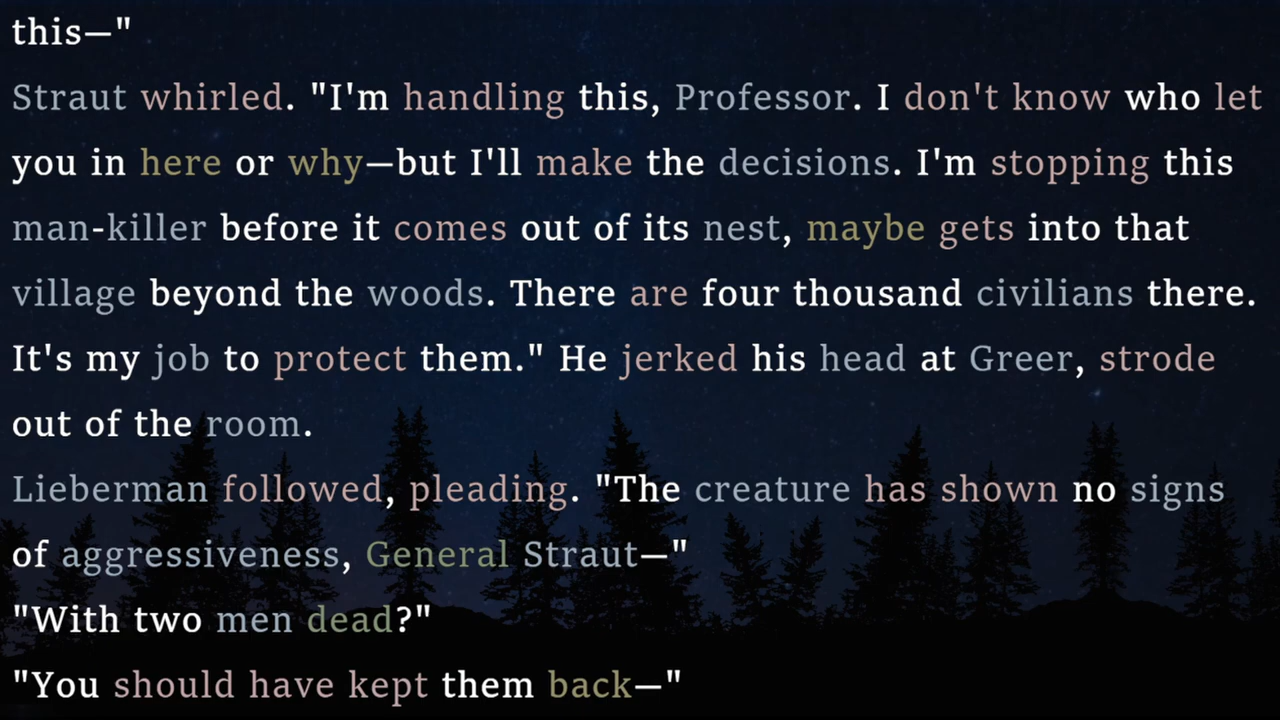 this—"
Straut whirled. "I'm handling this, Professor. I don't know who let
you in here or why—but I'll make the decisions. I'm stopping this
man-killer before it comes out of its nest, maybe gets into that
village beyond the woods. There are four thousand civilians there.
It's my job to protect them." He jerked his head at Greer, strode
out of the room.
Lieberman followed, pleading. "The creature has shown no signs
of aggressiveness, General Straut—"
"With two men dead?"
"You should have kept them back—"